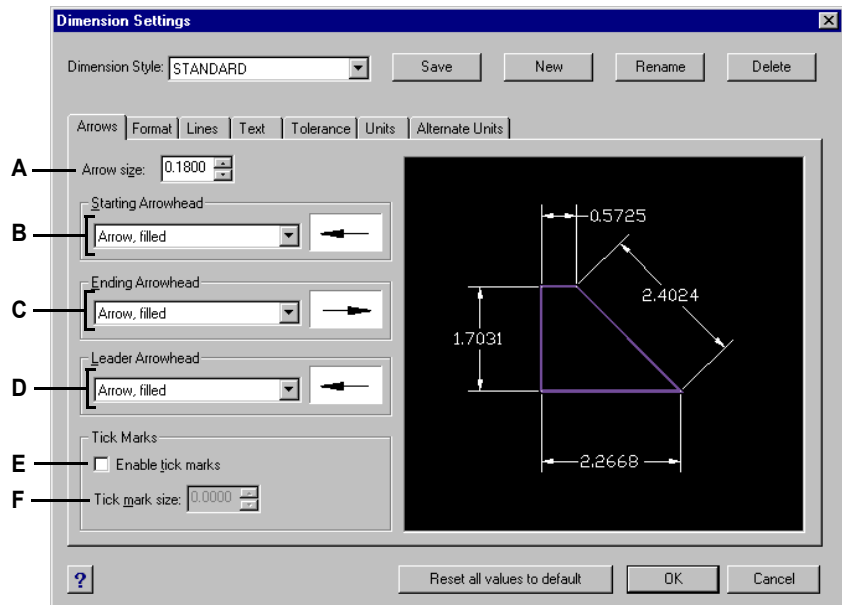 Dimension Settings
Dimension Style: STANDARD Save New Rename Delete
Arrows Format Lines Text Tolerance Units Alternate Units
A Arrow size: 0.1800
Starting Arrowhead
B Arrow, filled
Ending Arrowhead
C Arrow, filled
Leader Arrowhead
D Arrow, filled
Tick Marks
E Enable tick marks
F Tick mark size: 0.0000
0.5725
2.4024
1.7031
2.2668
? Reset all values to default OK Cancel